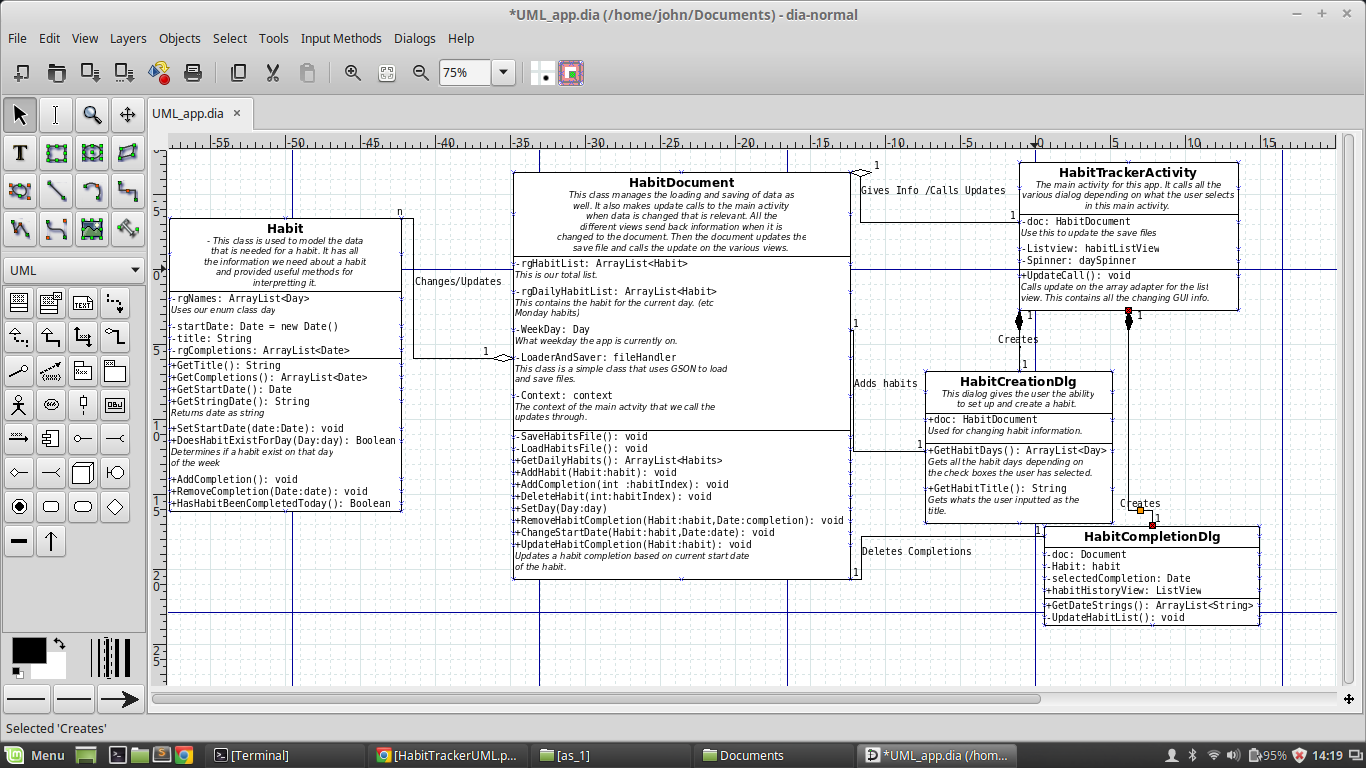 *UML_app.dia (/home/john/Documents) - dia-normal
File Edit View Layers Objects Select Tools Input Methods Dialogs Help
75%
UML_app.dia
-55 -50 -45 -40 -35 -30 -25 -20 -15 -10 -5 0 5 10 15
UML
Habit
- This class is used to model the data
that is needed for a habit. It has all
the information we need about a habit
and provided useful methods for
interpretting it.
-rgNames: ArrayList<Day>
Uses our enum class day
-startDate: Date = new Date()
-title: String
-rgCompletions: ArrayList<Date>
+GetTitle(): String
+GetCompletions(): ArrayList<Date>
+GetStartDate(): Date
+GetStringDate(): String
Returns date as string
+SetStartDate(date:Date): void
+DoesHabitExistForDay(Day:day): Boolean
Determines if a habit exist on that day
of the week
+AddCompletion(): void
+RemoveCompletion(Date:date): void
+HasHabitBeenCompletedToday(): Boolean
n
Changes/Updates
1
HabitDocument
This class manages the loading and saving of data as
well. It also makes update calls to the main activity
when data is changed that is relevant. All the
different views send back information when it is
changed to the document. Then the document updates the
save file and calls the update on the various views.
-rgHabitList: ArrayList<Habit>
This is our total list.
-rgDailyHabitList: ArrayList<Habit>
This contains the habit for the current day. (etc
Monday habits)
-WeekDay: Day
What weekday the app is currently on.
-LoaderAndSaver: fileHandler
This class is a simple class that uses GSON to load
and save files.
-Context: context
The context of the main actvity that we call the
updates through.
-SaveHabitsFile(): void
-LoadHabitsFile(): void
+GetDailyHabits(): ArrayList<Habits>
+AddHabit(Habit:habit): void
+AddCompletion(int :habitIndex): void
+DeleteHabit(int:habitIndex): void
+SetDay(Day:day)
+RemoveHabitCompletion(Habit:habit,Date:completion): void
+ChangeStartDate(Habit:habit,Date:date): void
+UpdateHabitCompletion(Habit:habit): void
Updates a habit completion based on current start date
of the habit.
1
Gives Info /Calls Updates
1
HabitTrackerActivity
The main activity for this app. It calls all the
various dialog depending on what the user selects
in this main activity.
-doc: HabitDocument
Use this to update the save files
-Listview: habitListView
-Spinner: daySpinner
+UpdateCall(): void
Calls update on the array adapter for the list
view. This contains all the changing GUI info.
1
Creates
1
1
1
Adds habits
1
HabitCreationDlg
This dialog gives the user the ability
to set up and create a habit.
+doc: HabitDocument
Used for changing habit information.
+GetHabitDays(): ArrayList<Day>
Gets all the habit days depending on
the check boxes the user has selected.
+GetHabitTitle(): String
Gets whats the user inputted as the
title.
Creates
1
1
Deletes Completions
1
HabitCompletionDlg
-doc: Document
-Habit: habit
-selectedCompletion: Date
+habitHistoryView: ListView
+GetDateStrings(): ArrayList<String>
-UpdateHabitList(): void
Selected 'Creates'
Menu [Terminal] [HabitTrackerUML.p... [as_1] Documents *UML_app.dia (/hom... 95% 14:19